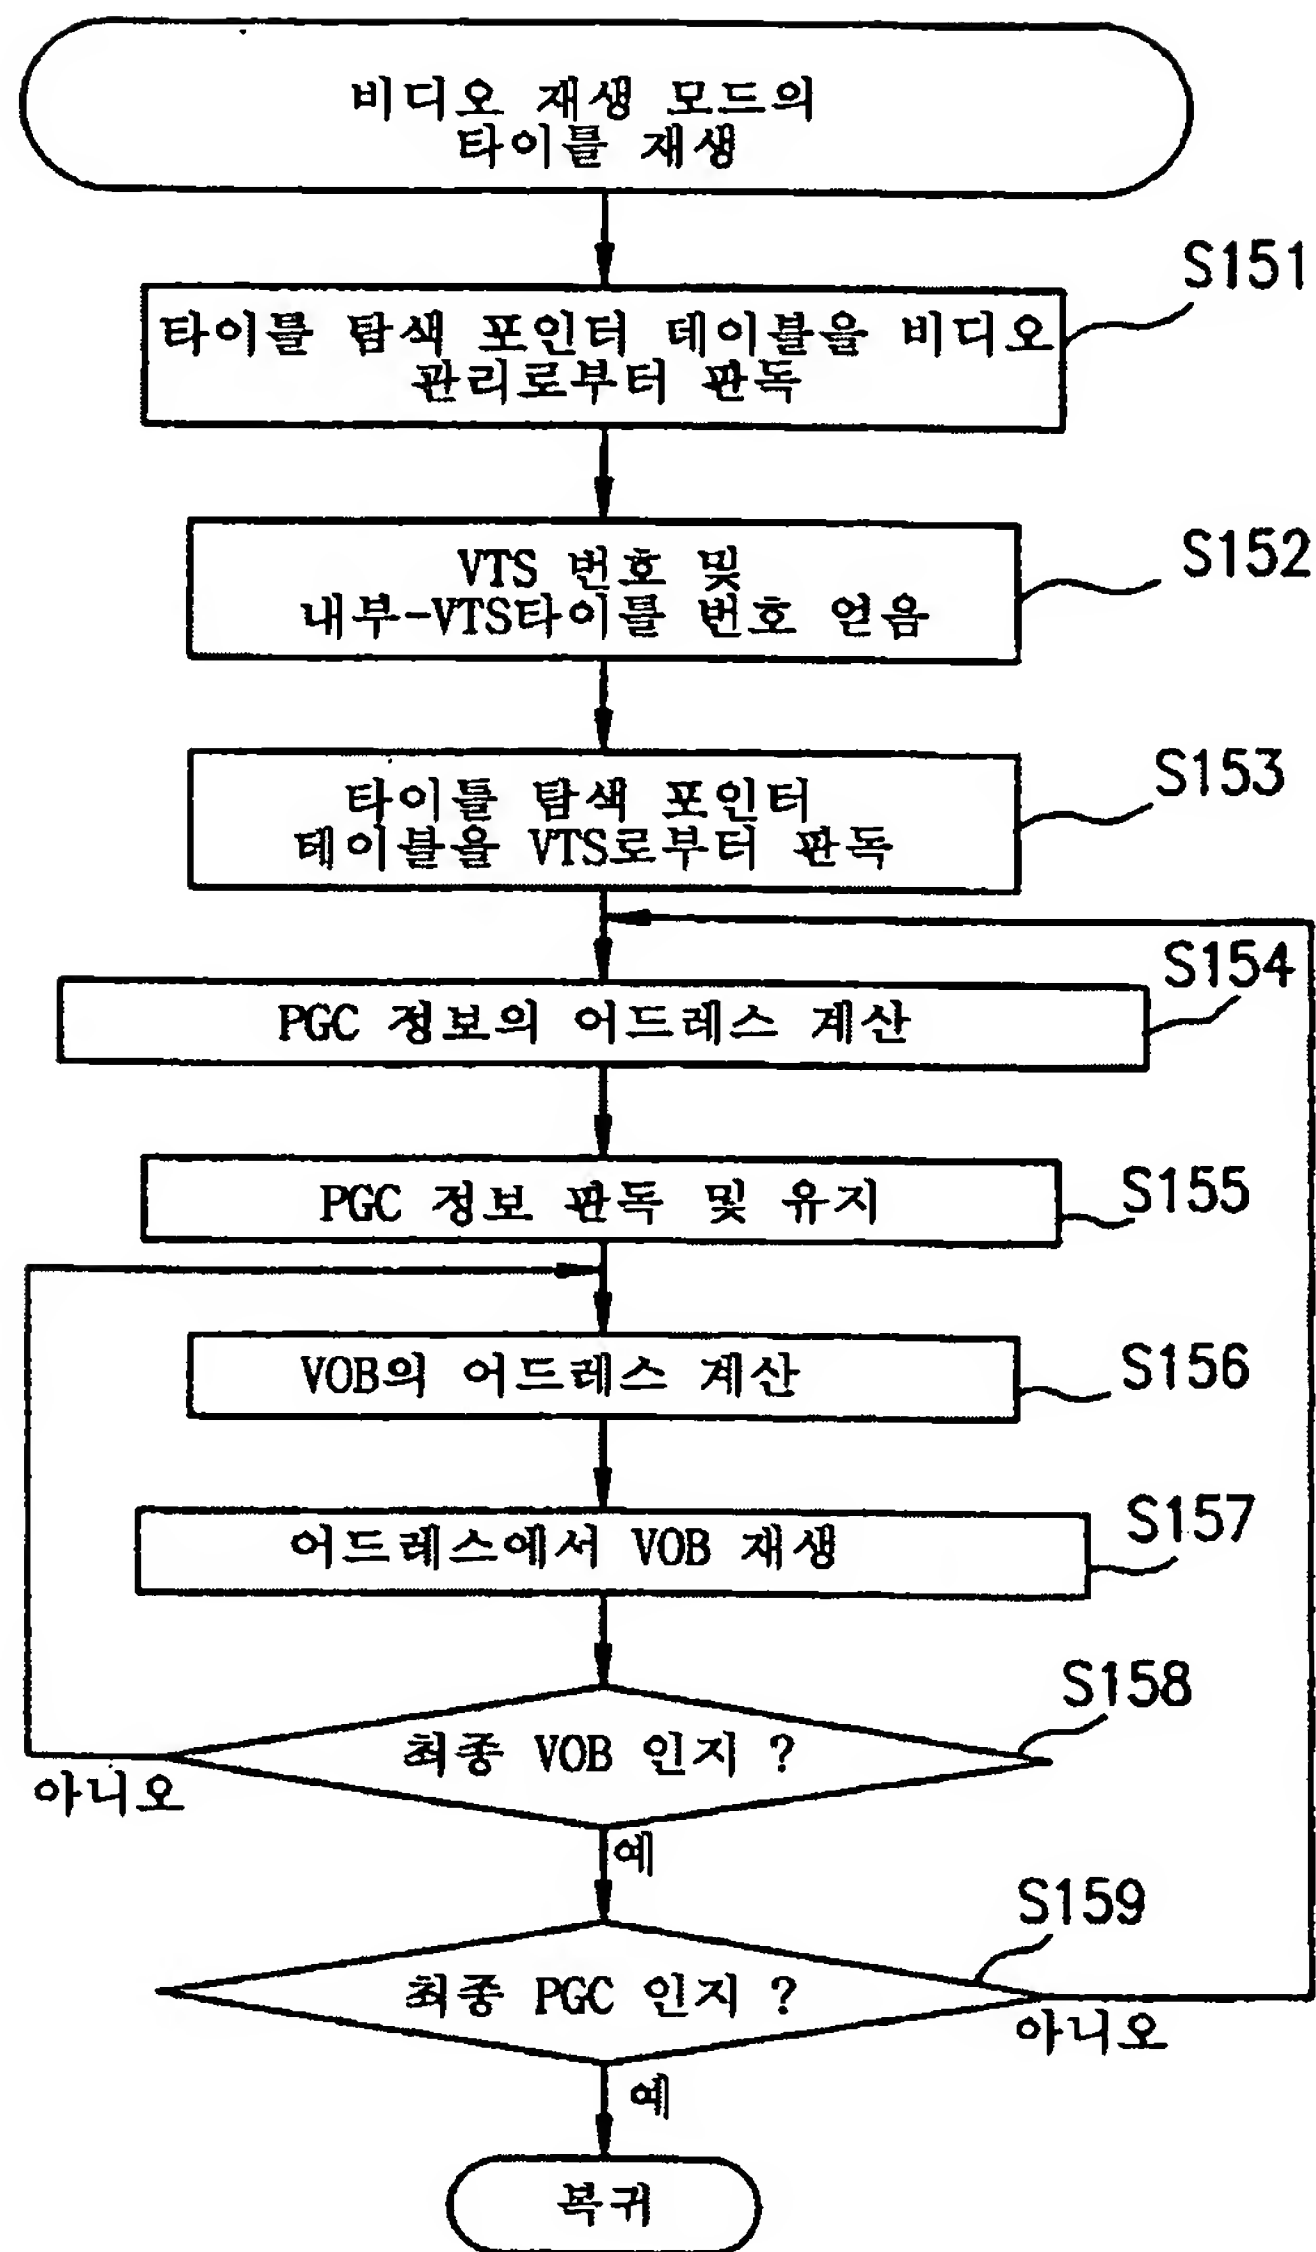 비디오 재생 모드의
타이틀 재생
S151
타이틀 탐색 포인터 테이블을 비디오
관리로부터 판독
S152
VTS 번호 및
내부-VTS타이틀 번호 얻음
S153
타이틀 탐색 포인터
테이블을 VTS로부터 판독
S154
PGC 정보의 어드레스 계산
S155
PGC 정보 판독 및 유지
S156
VOB의 어드레스 계산
S157
어드레스에서 VOB 재생
S158
최종 VOB 인지 ?
아니오
예
S159
최종 PGC 인지 ?
아니오
예
복귀